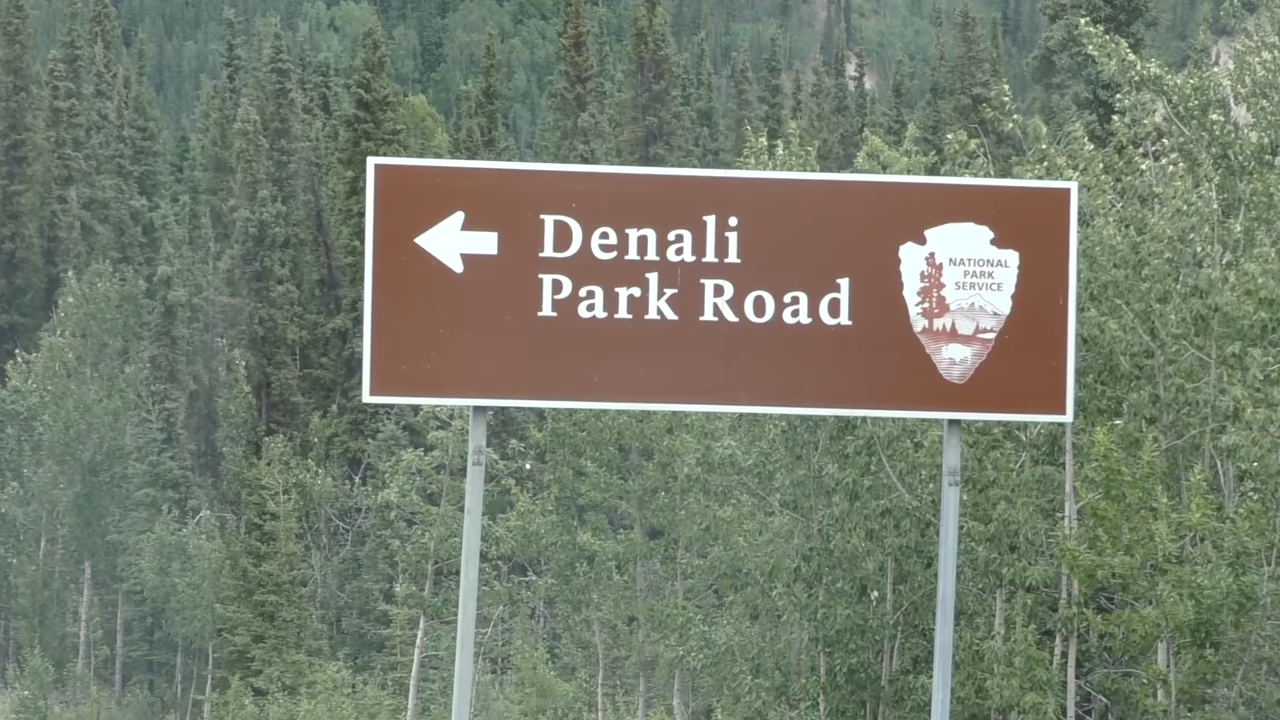 Denali
Park Road
NATIONAL
PARK
SERVICE